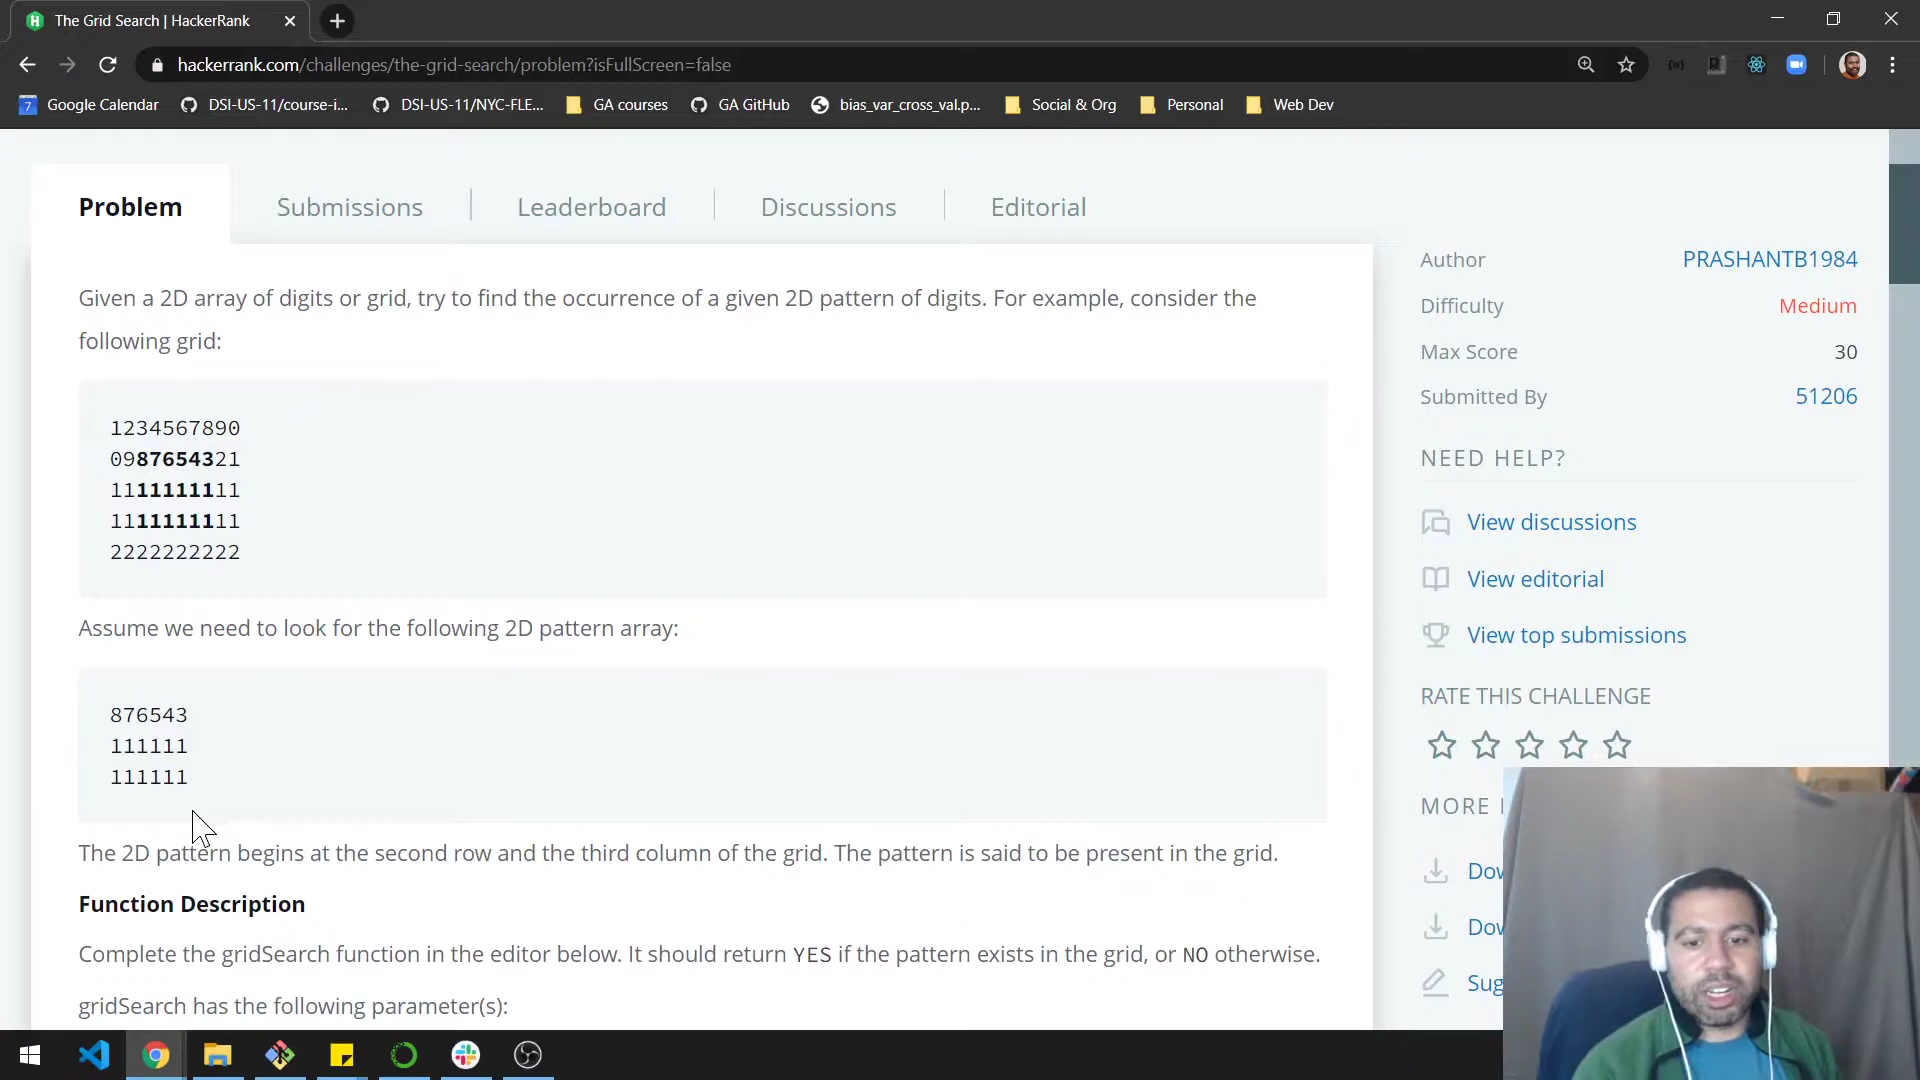 The Grid Search | HackerRank
hackerrank.com/challenges/the-grid-search/problem?isFullScreen=false
7 Google Calendar DSI-US-11/course-i... DSI-US-11/NYC-FLE... GA courses GA GitHub bias_var_cross_val.p... Social & Org Personal Web Dev
Problem Submissions Leaderboard Discussions Editorial
Given a 2D array of digits or grid, try to find the occurrence of a given 2D pattern of digits. For example, consider the
following grid:
1234567890
0987654321
1111111111
1111111111
2222222222
Assume we need to look for the following 2D pattern array:
876543
111111
111111
The 2D pattern begins at the second row and the third column of the grid. The pattern is said to be present in the grid.
Function Description
Complete the gridSearch function in the editor below. It should return YES if the pattern exists in the grid, or NO otherwise.
gridSearch has the following parameter(s):
Author PRASHANTB1984
Difficulty Medium
Max Score 30
Submitted By 51206
NEED HELP?
View discussions
View editorial
View top submissions
RATE THIS CHALLENGE
MORE
Dow
Dow
Sug